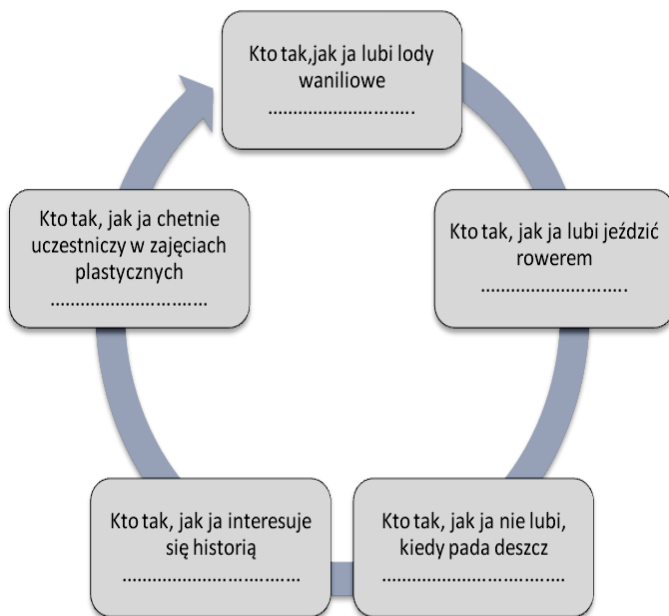 Kto tak,jak ja lubi lody
waniliowe
................................
Kto tak, jak ja lubi jeździć
rowerem
................................
Kto tak, jak ja nie lubi,
kiedy pada deszcz
.......................................
Kto tak, jak ja interesuje
się historią
......................................
Kto tak, jak ja chetnie
uczestniczy w zajęciach
plastycznych
..................................